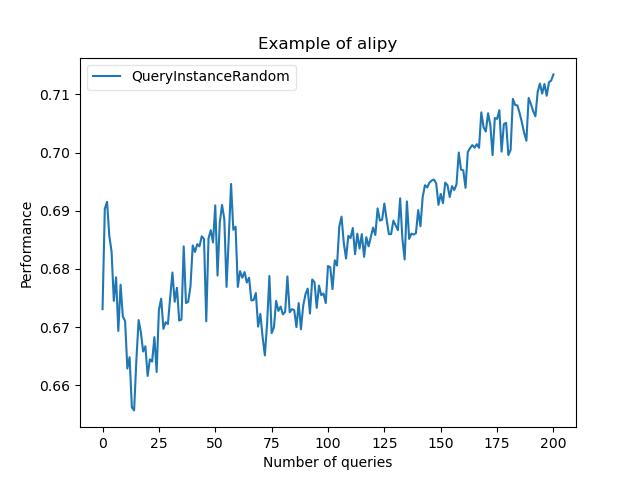 Example of alipy
QueryInstanceRandom
0.71
0.70
0.69
0.68
0.67
0.66
Performance
0 25 50 75 100 125 150 175 200
Number of queries